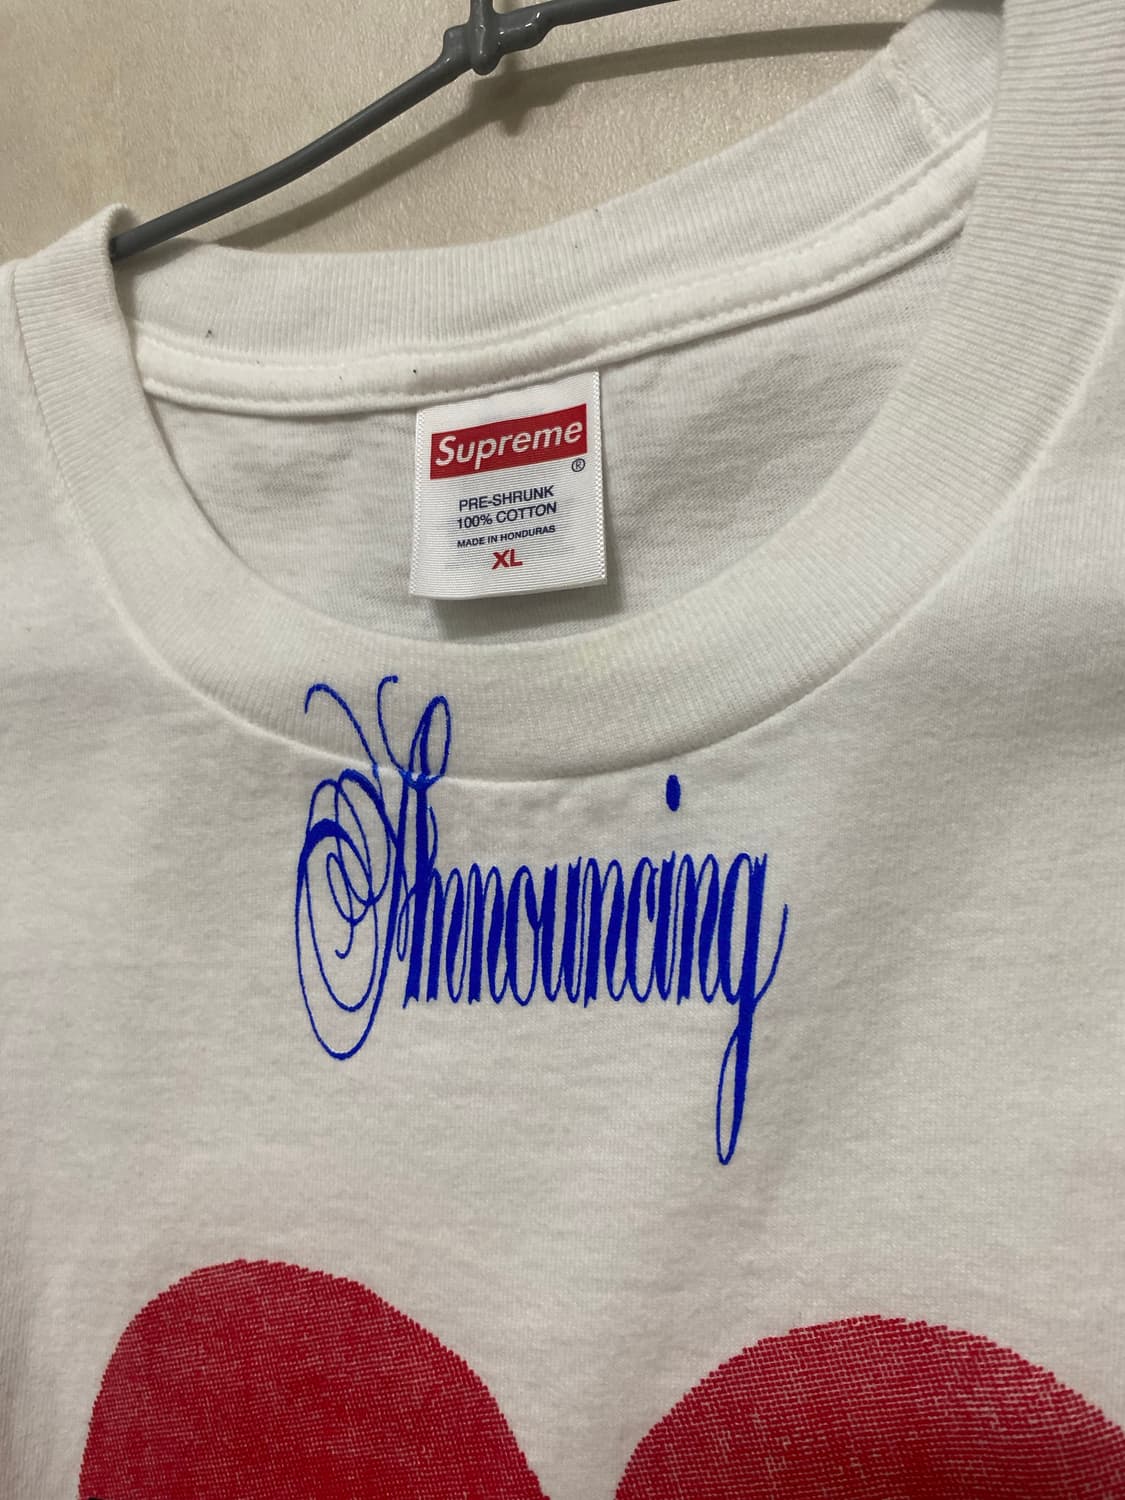 Supreme
®
PRE-SHRUNK
100% COTTON
MADE IN HONDURAS
XL
Announcing